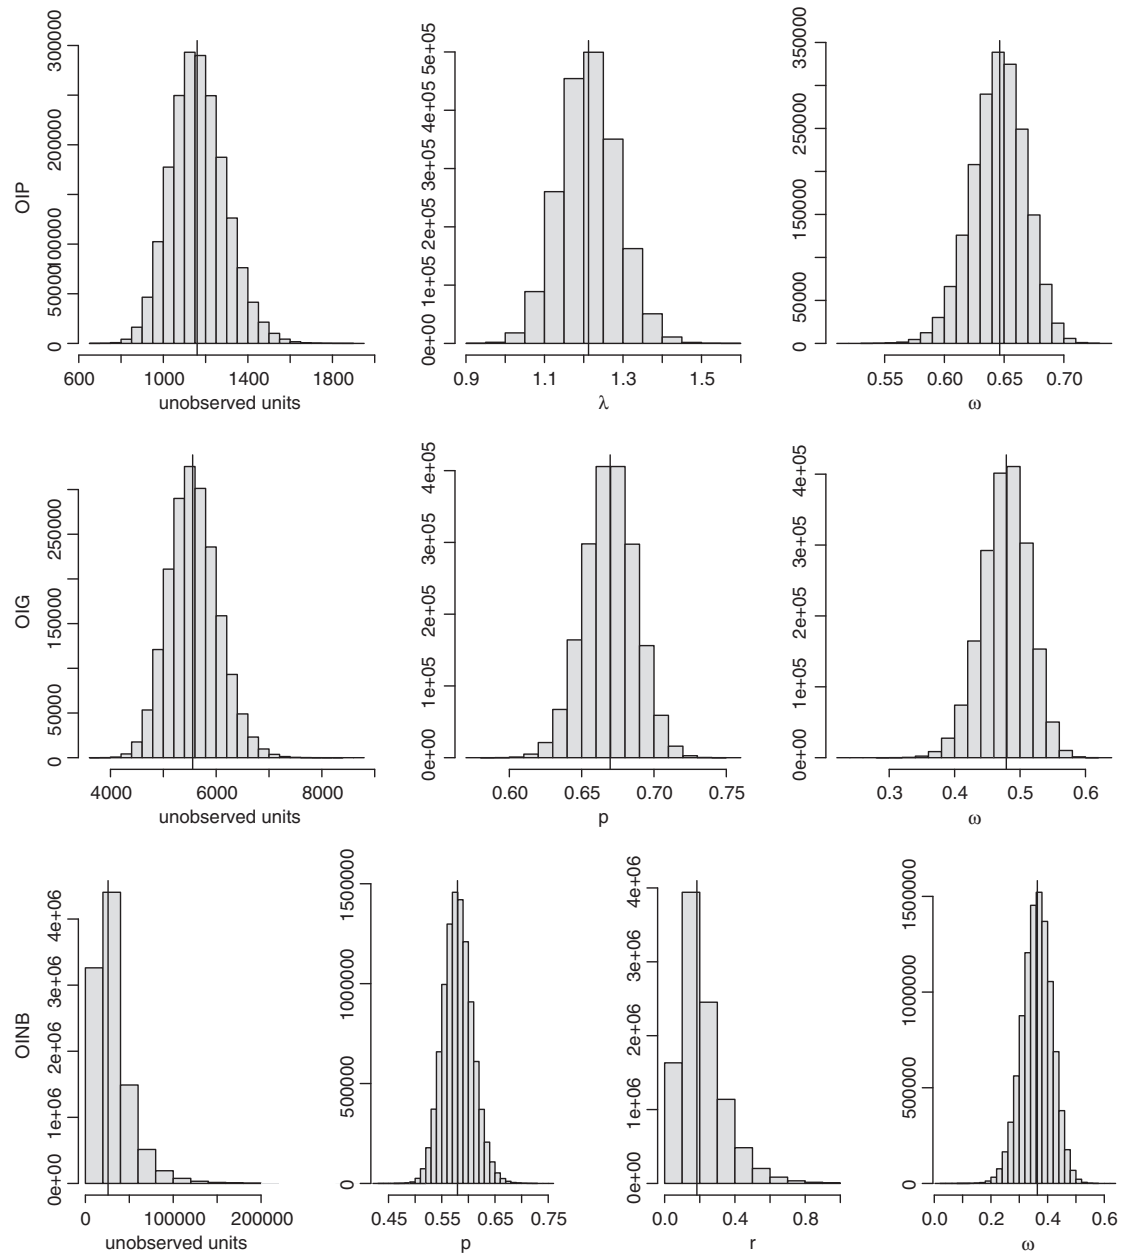 OIP
300000
200000
100000
50000
0
600 1000 1400 1800
unobserved units
5e+05
4e+05
3e+05
2e+05
1e+05
0e+00
0.9 1.1 1.3 1.5
λ
350000
250000
150000
50000
0
0.55 0.60 0.65 0.70
ω
OIG
250000
150000
50000
0
4000 6000 8000
unobserved units
4e+05
3e+05
2e+05
1e+05
0e+00
0.60 0.65 0.70 0.75
p
4e+05
3e+05
2e+05
1e+05
0e+00
0.3 0.4 0.5 0.6
ω
OINB
4e+06
3e+06
2e+06
1e+06
0e+00
0 100000 200000
unobserved units
1500000
1000000
500000
0
0.45 0.55 0.65 0.75
p
4e+06
3e+06
2e+06
1e+06
0e+00
0.0 0.4 0.8
r
1500000
1000000
500000
0
0.0 0.2 0.4 0.6
ω